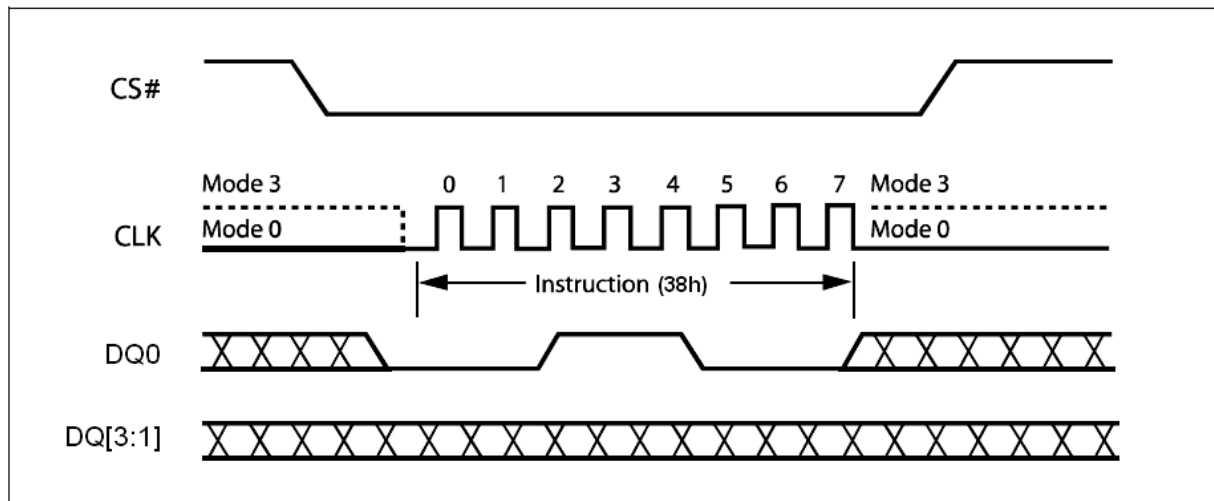 CS#
Mode 3 0 1 2 3 4 5 6 7 Mode 3
CLK Mode 0 Mode 0
Instruction (38h)
DQ0
DQ[3:1]